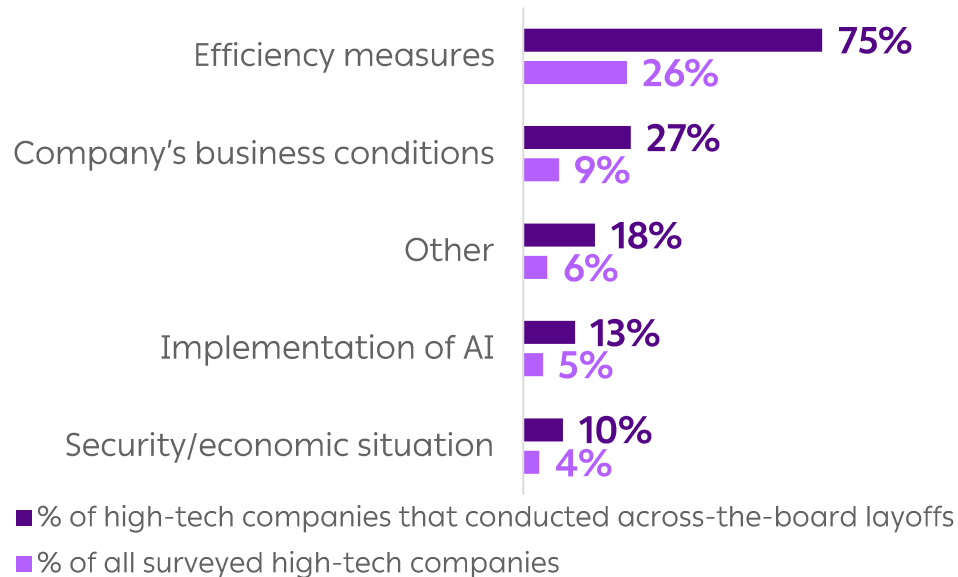 Efficiency measures
75%
26%
Company's business conditions
27%
9%
Other
18%
6%
Implementation of AI
13%
5%
Security/economic situation
10%
4%
% of high-tech companies that conducted across-the-board layoffs
% of all surveyed high-tech companies